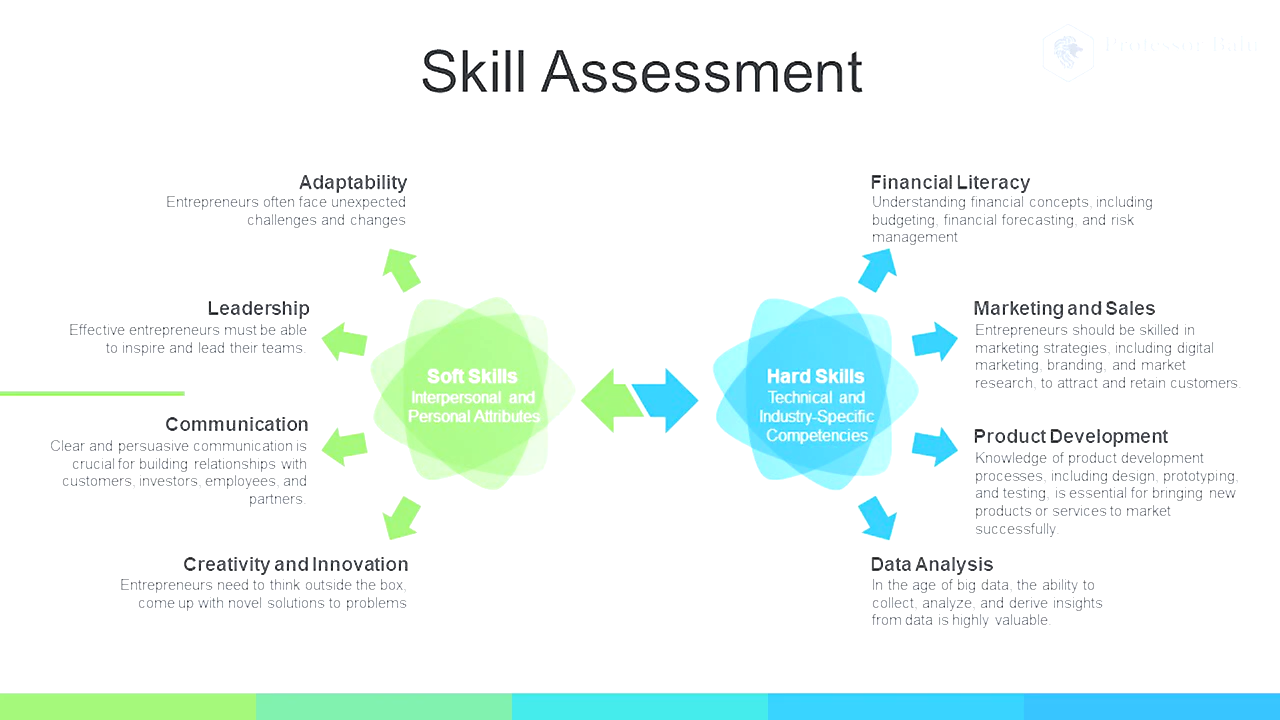 Skill Assessment
Adaptability
Entrepreneurs often face unexpected
challenges and changes
Leadership
Effective entrepreneurs must be able
to inspire and lead their teams.
Communication
Clear and persuasive communication is
crucial for building relationships with
customers, investors, employees, and
partners.
Creativity and Innovation
Entrepreneurs need to think outside the box,
come up with novel solutions to problems
Soft Skills
Interpersonal and
Personal Attributes
Hard Skills
Technical and
Industry-Specific
Competencies
Financial Literacy
Understanding financial concepts, including
budgeting, financial forecasting, and risk
management
Marketing and Sales
Entrepreneurs should be skilled in
marketing strategies, including digital
marketing, branding, and market
research, to attract and retain customers.
Product Development
Knowledge of product development
processes, including design, prototyping,
and testing, is essential for bringing new
products or services to market
successfully.
Data Analysis
In the age of big data, the ability to
collect, analyze, and derive insights
from data is highly valuable.